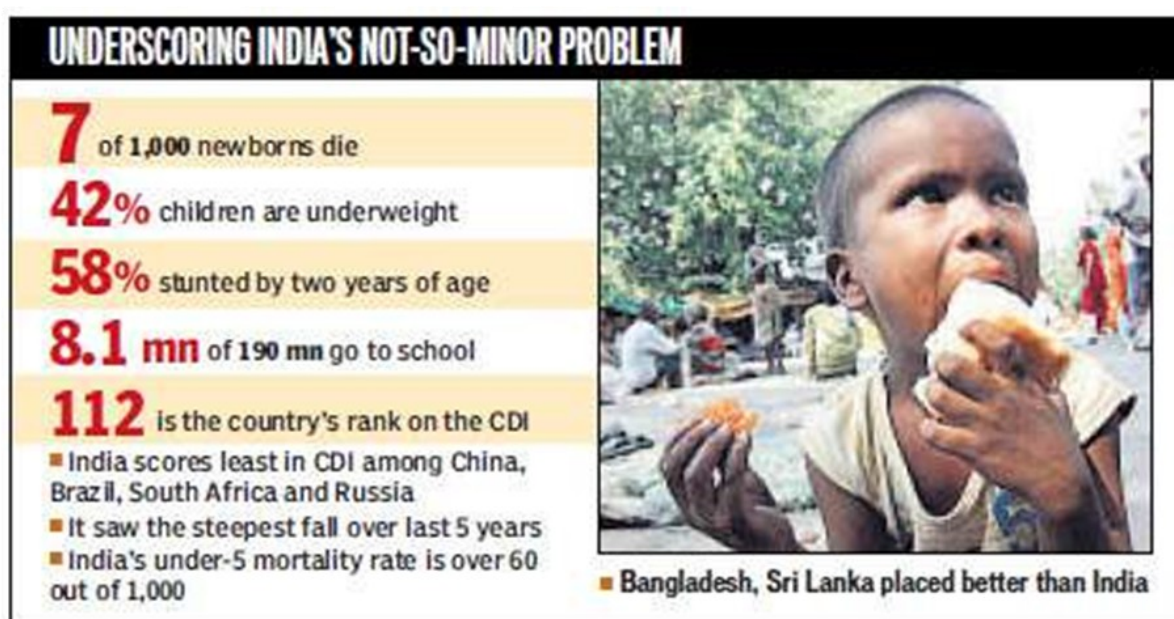 UNDERSCORING INDIA'S NOT-SO-MINOR PROBLEM
7 of 1,000 newborns die
42% children are underweight
58% stunted by two years of age
8.1 mn of 190 mn go to school
112 is the country's rank on the CDI
■ India scores least in CDI among China,
Brazil, South Africa and Russia
■ It saw the steepest fall over last 5 years
■ India's under-5 mortality rate is over 60
out of 1,000
■ Bangladesh, Sri Lanka placed better than India